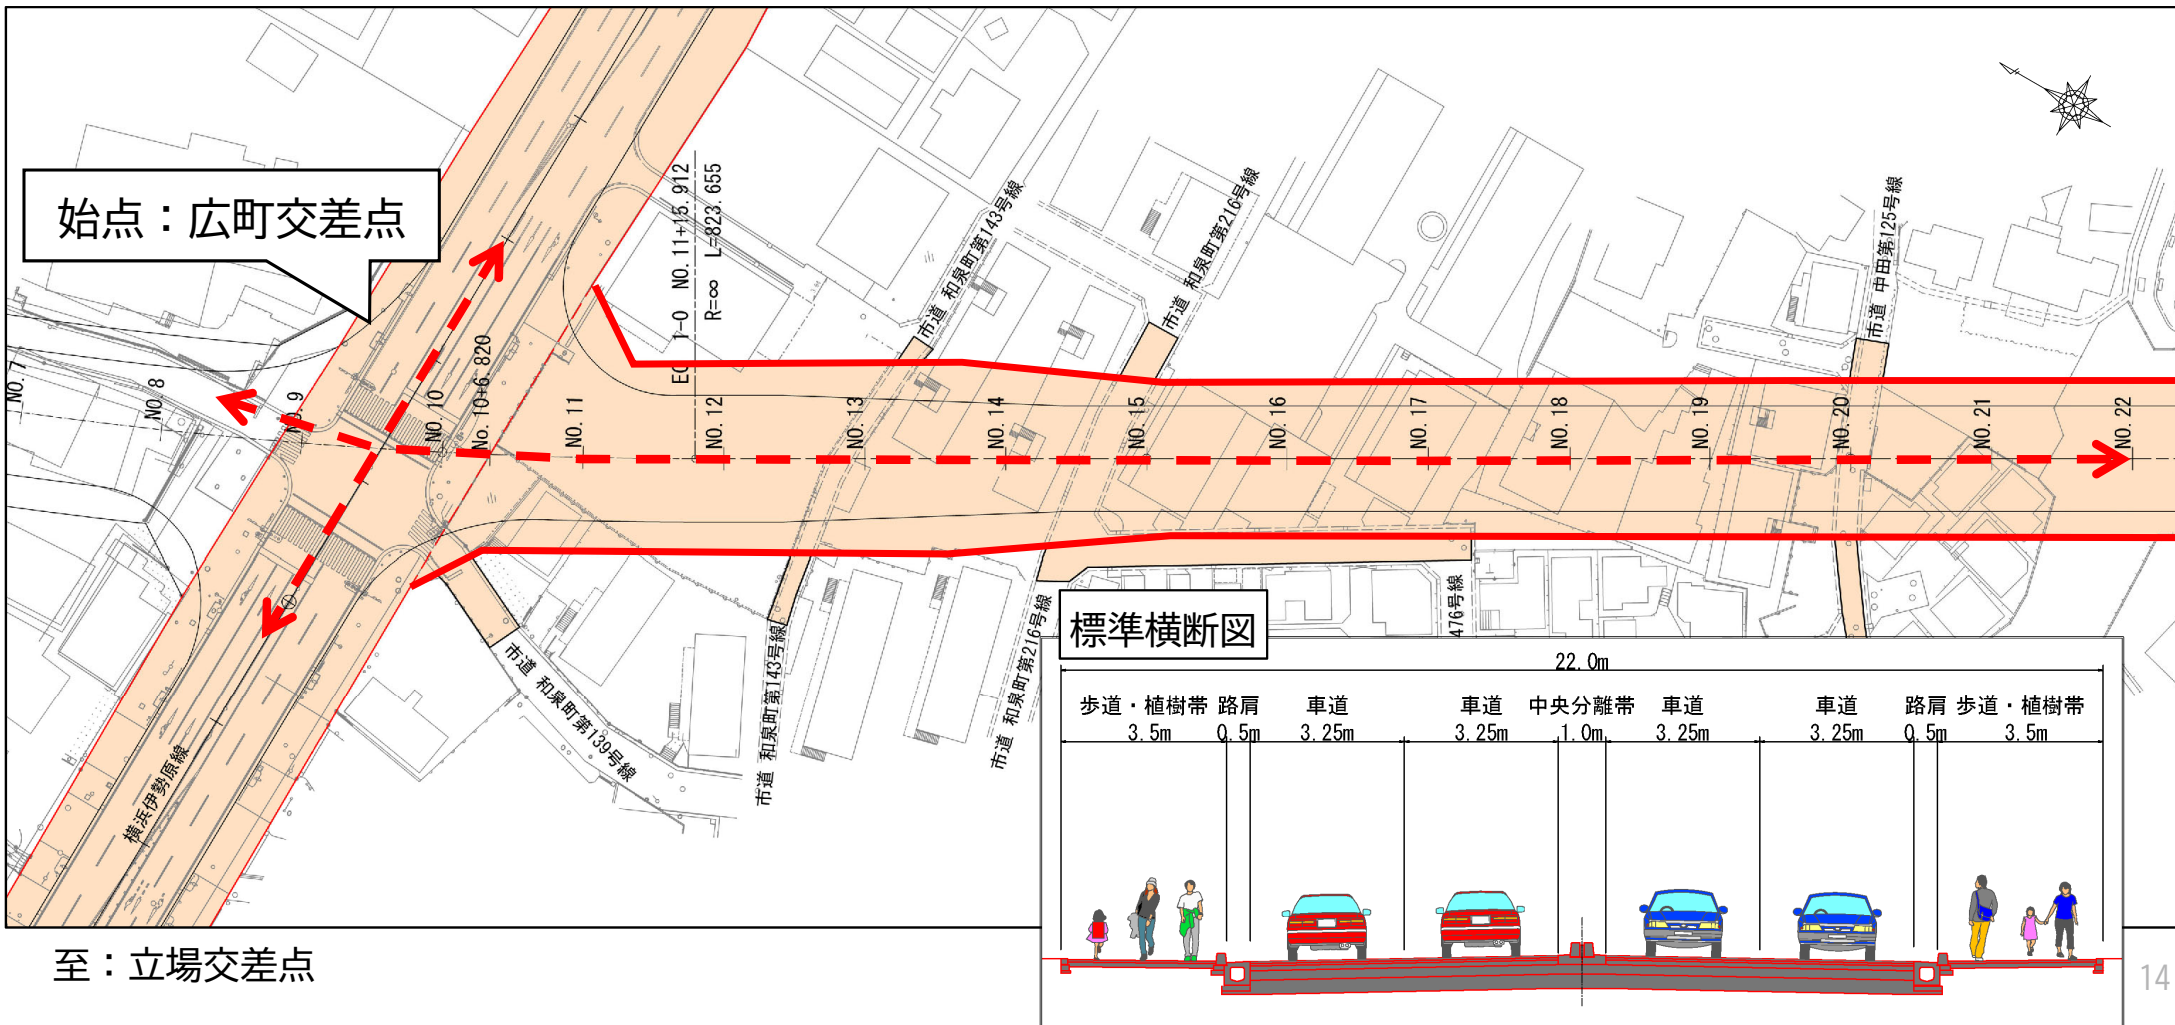 始点：広町交差点
EC 1-0 NO.11+15.912
R=∞ L=823.655
市道 和泉町第143号線
市道 和泉町第216号線
市道 中田第125号線
NO.7
NO.8
NO.9
NO.10
No.10+6.820
NO.11
NO.12
NO.13
NO.14
NO.15
NO.16
NO.17
NO.18
NO.19
NO.20
NO.21
NO.22
横浜伊勢原線
市道 和泉町第139号線
市道 和泉町第143号線
市道 和泉町第216号線
476号線
標準横断図
22.0m
歩道・植樹帯 路肩 車道 車道 中央分離帯 車道 車道 路肩 歩道・植樹帯
3.5m 0.5m 3.25m 3.25m 1.0m 3.25m 3.25m 0.5m 3.5m
至：立場交差点
14